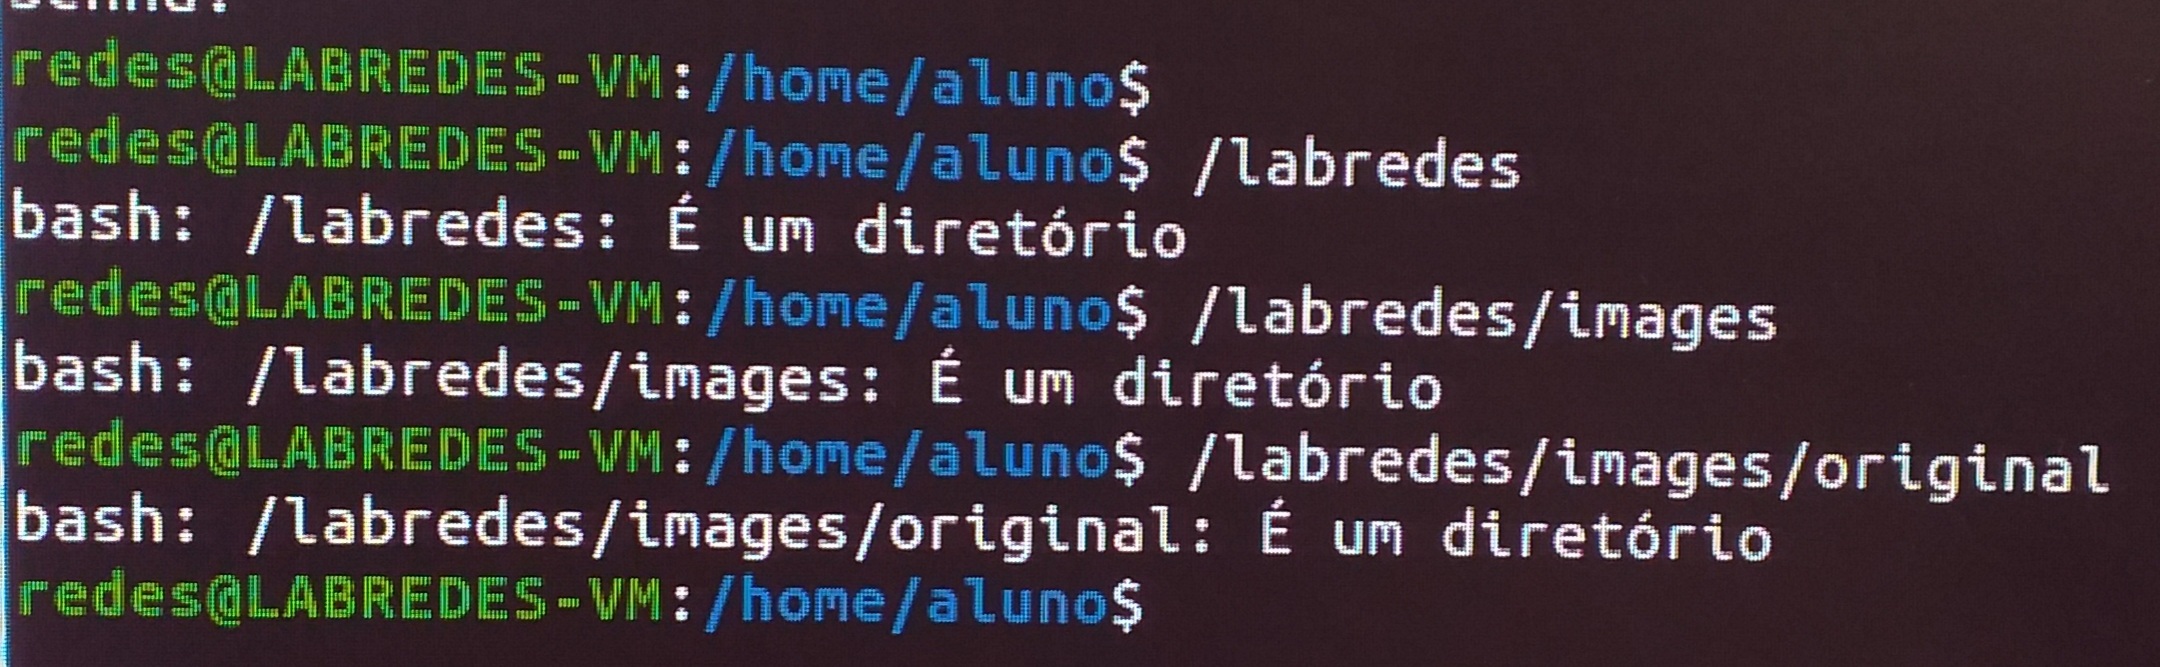 redes@LABREDES-VM:/home/aluno$
redes@LABREDES-VM:/home/aluno$ /labredes
bash: /labredes: É um diretório
redes@LABREDES-VM:/home/aluno$ /labredes/images
bash: /labredes/images: É um diretório
redes@LABREDES-VM:/home/aluno$ /labredes/images/original
bash: /labredes/images/original: É um diretório
redes@LABREDES-VM:/home/aluno$